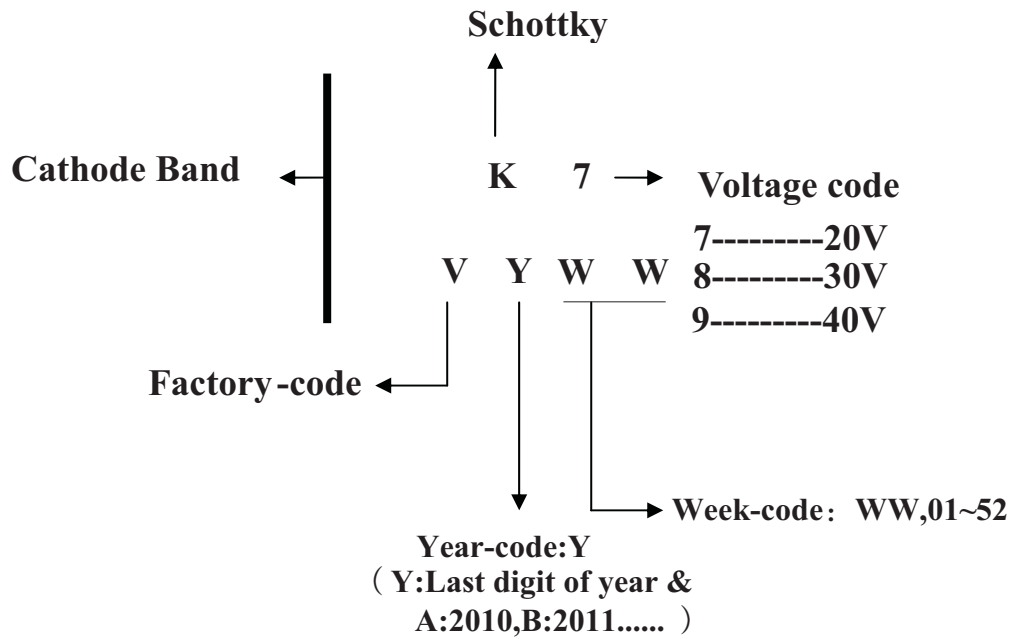 Schottky
Cathode Band
K 7
Voltage code
7---------20V
V Y W W
8---------30V
9---------40V
Factory-code
Week-code：WW,01~52
Year-code:Y
（Y:Last digit of year &
A:2010,B:2011......）